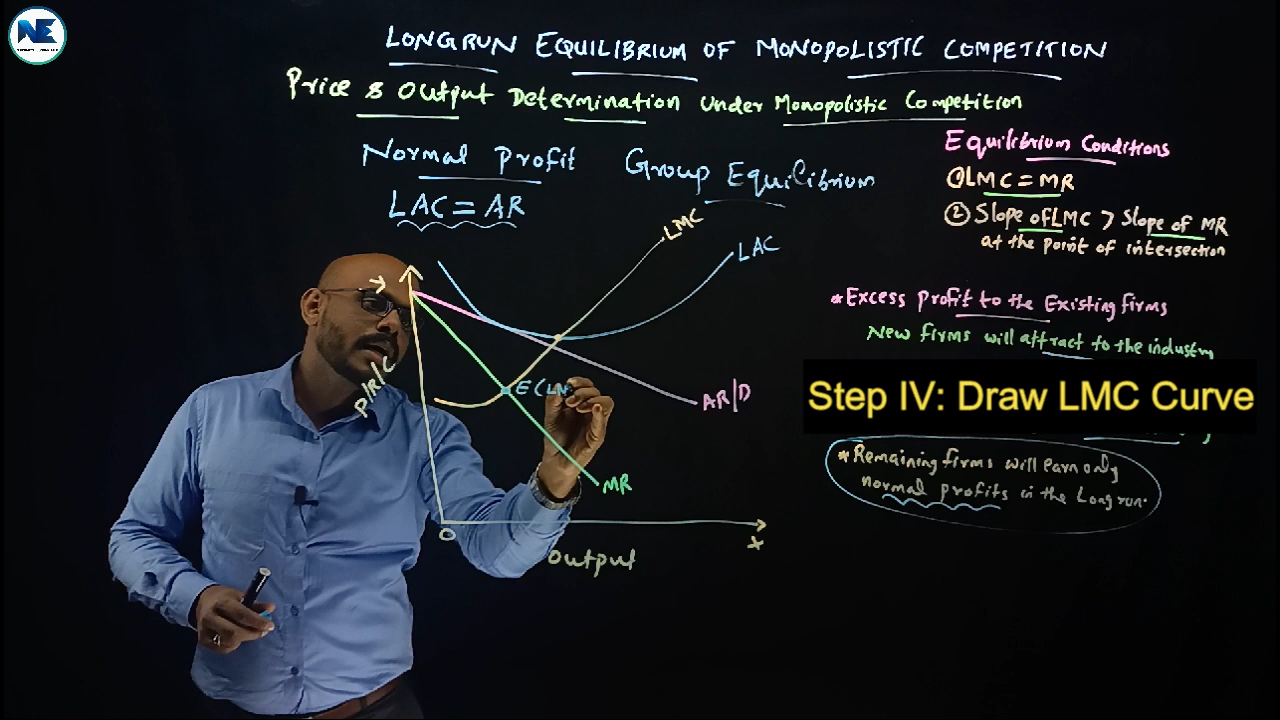 NE
LONGRUN EQUILIBRIUM OF MONOPOLISTIC COMPETITION
Price & Output Determination Under Monopolistic Competition
Normal Profit Group Equilibrium
LAC = AR
Equilibrium Conditions
① LMC = MR
② Slope of LMC > Slope of MR
at the point of intersection
LMC
LAC
* Excess Profit to the Existing firms
New firms will attract to the industry
P/R/C
E (LM
AR/D
Step IV: Draw LMC Curve
* Remaining firms will earn only
normal profits in the Longrun.
MR
O
X
Output